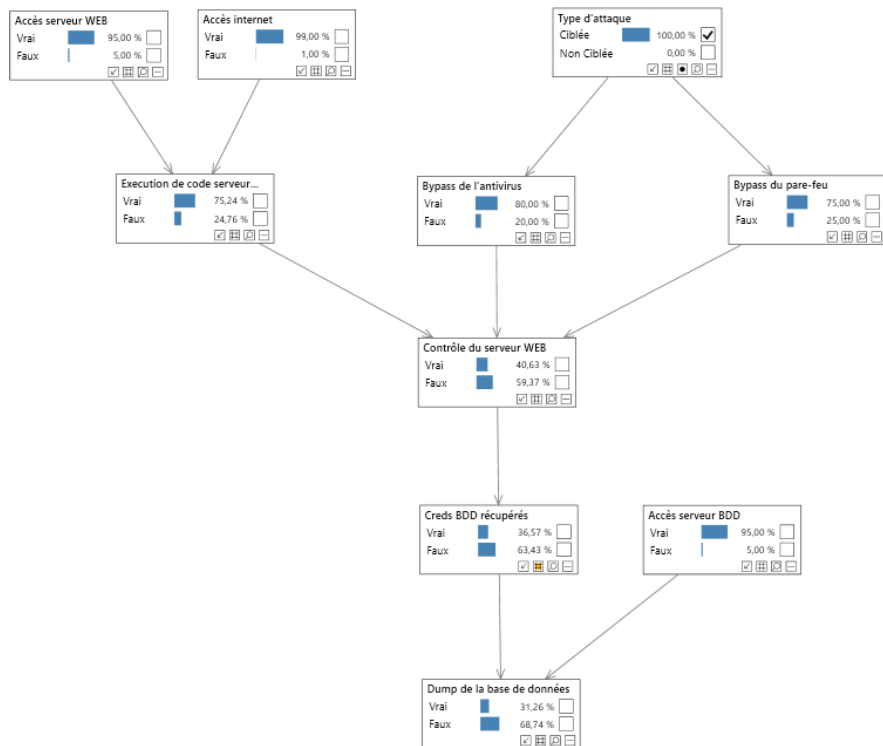 Accès serveur WEB
Vrai 95,00 %
Faux 5,00 %
Accès internet
Vrai 99,00 %
Faux 1,00 %
Type d'attaque
Ciblée 100,00 %
Non Ciblée 0,00 %
Execution de code serveur...
Vrai 75,24 %
Faux 24,76 %
Bypass de l'antivirus
Vrai 80,00 %
Faux 20,00 %
Bypass du pare-feu
Vrai 75,00 %
Faux 25,00 %
Contrôle du serveur WEB
Vrai 40,63 %
Faux 59,37 %
Creds BDD récupérés
Vrai 36,57 %
Faux 63,43 %
Accès serveur BDD
Vrai 95,00 %
Faux 5,00 %
Dump de la base de données
Vrai 31,26 %
Faux 68,74 %